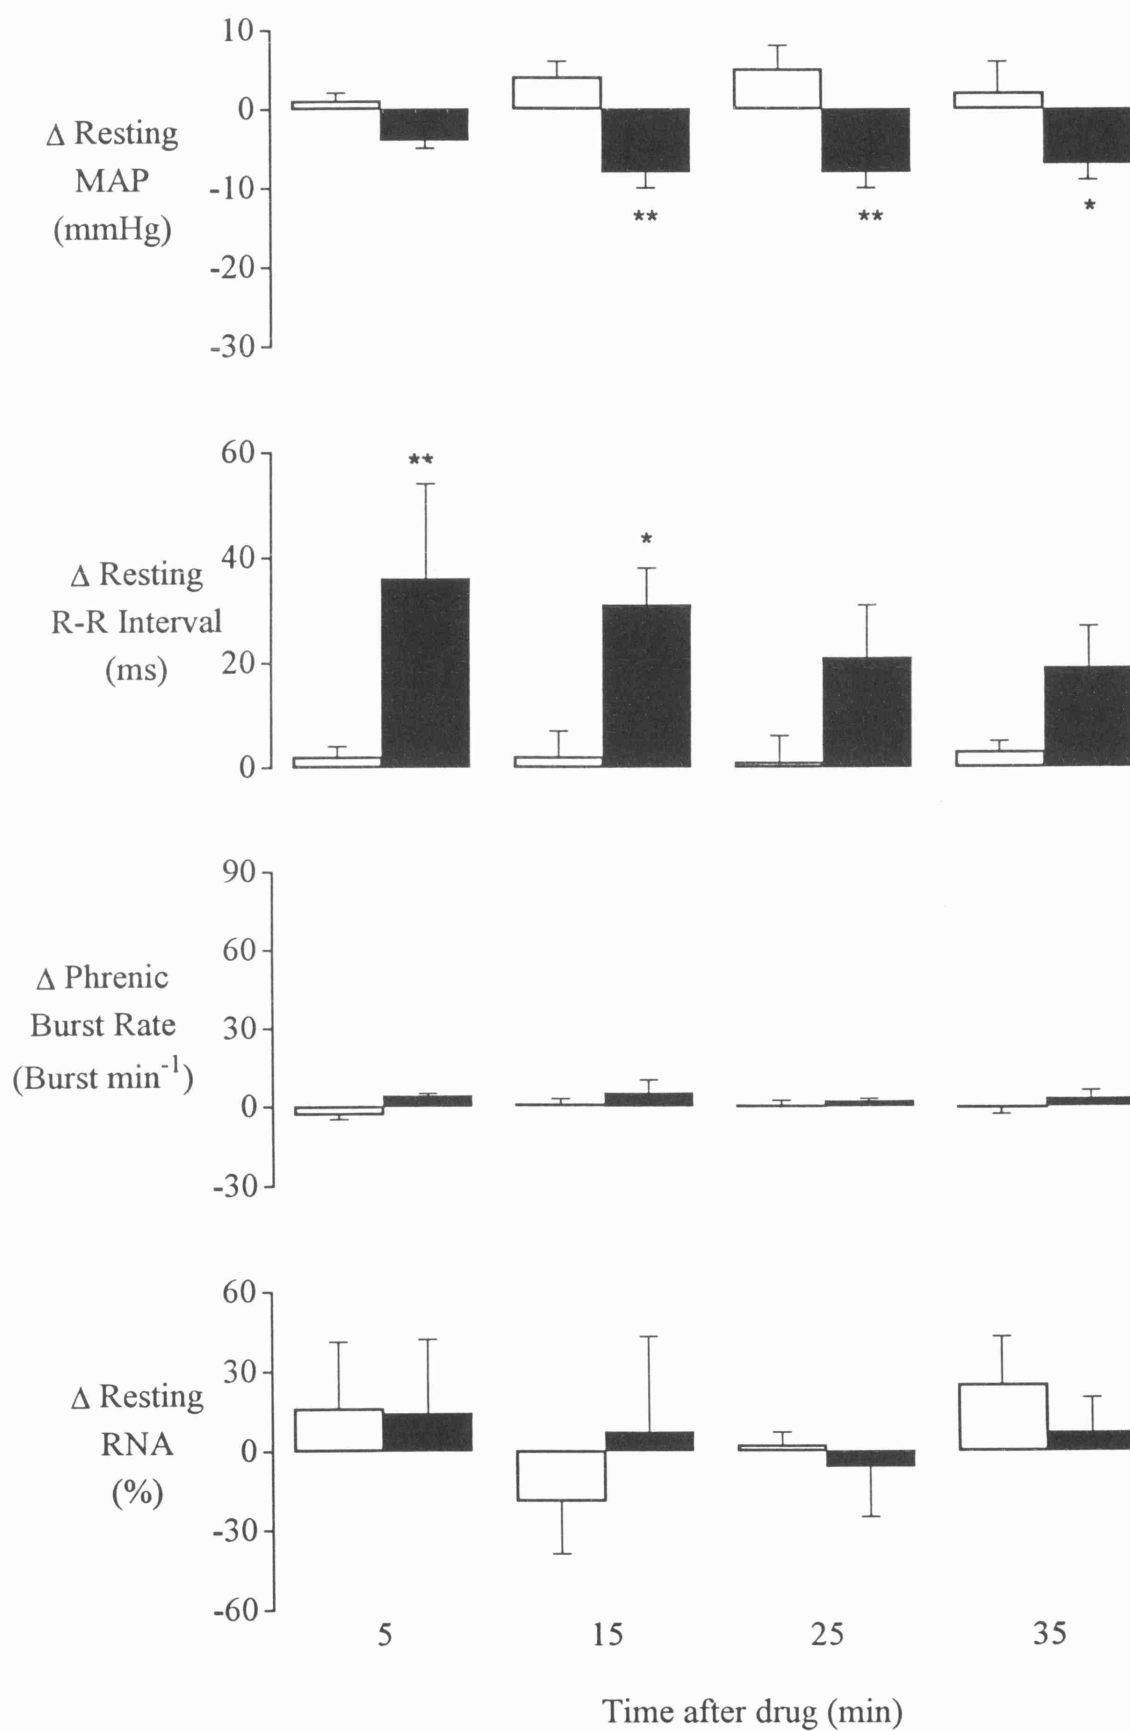 10
0
-10
-20
-30
Δ Resting
MAP
(mmHg)
**
**
*
60
40
20
0
Δ Resting
R-R Interval
(ms)
**
*
90
60
30
0
-30
Δ Phrenic
Burst Rate
(Burst min⁻¹)
60
30
0
-30
-60
Δ Resting
RNA
(%)
5 15 25 35
Time after drug (min)